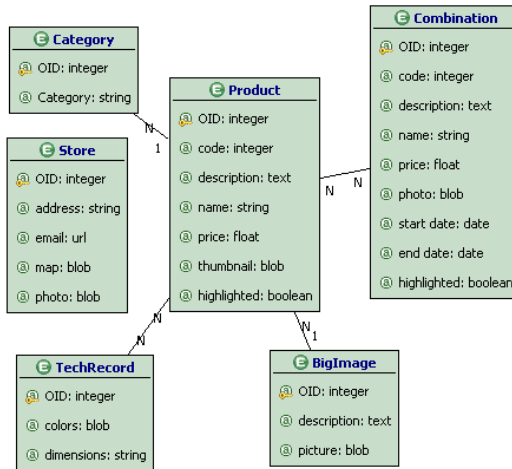 Category
OID: integer
Category: string
Store
OID: integer
address: string
email: url
map: blob
photo: blob
Product
OID: integer
code: integer
description: text
name: string
price: float
thumbnail: blob
highlighted: boolean
Combination
OID: integer
code: integer
description: text
name: string
price: float
photo: blob
start date: date
end date: date
highlighted: boolean
N
1
N
N
N
N
N
1
TechRecord
OID: integer
colors: blob
dimensions: string
BigImage
OID: integer
description: text
picture: blob